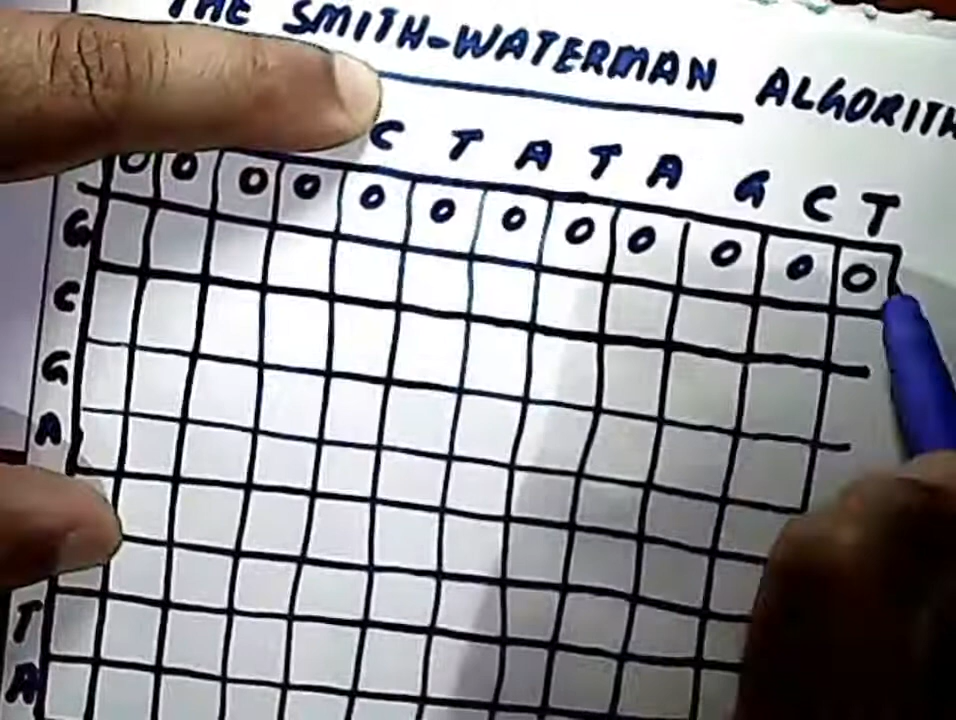 THE SMITH-WATERMAN ALGORITH
C T A T A G C T
0 0 0 0 0 0 0 0 0 0 0 0
G
C
G
A
T
A